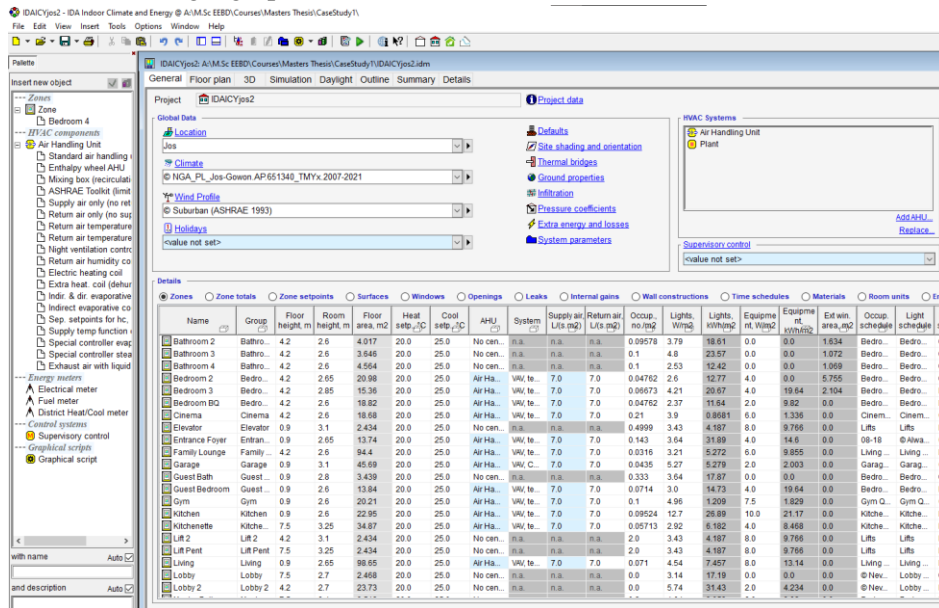 IDAICYjos2 - IDA Indoor Climate and Energy @ A:\M.Sc EEBD\Courses\Masters Thesis\CaseStudy1\
File Edit View Insert Tools Options Window Help
Palette
Insert new object
--- Zones
Zone
Bedroom 4
--- HVAC components
Air Handling Unit
Standard air handling
Enthalpy wheel AHU
Mixing box (recirculati
ASHRAE Toolkit (limit
Supply air only (no ret
Return air only (no sup
Return air temperature
Return air temperature
Night ventilation contro
Return air humidity co
Electric heating coil
Extra heat. coil (dehur
Indir. & dir. evaporative
Indirect evaporative co
Sep. setpoints for hc,
Supply temp function
Special controller evap
Special controller stea
Exhaust air with liquid
--- Energy meters
Electrical meter
Fuel meter
District Heat/Cool meter
--- Control systems
Supervisory control
--- Graphical scripts
Graphical script
with name Auto
and description Auto
IDAICYjos2: A:\M.Sc EEBD\Courses\Masters Thesis\CaseStudy1\IDAICYjos2.idm
General Floor plan 3D Simulation Daylight Outline Summary Details
Project IDAICYjos2 Project data
Global Data
Location
Jos
Climate
© NGA_PL_Jos-Gowon.AP.651340_TMYx.2007-2021
Wind Profile
© Suburban (ASHRAE 1993)
Holidays
<value not set>
Defaults
Site shading and orientation
Thermal bridges
Ground properties
Infiltration
Pressure coefficients
Extra energy and losses
System parameters
HVAC Systems
Air Handling Unit
Plant
Add AHU...
Replace...
Supervisory control
<value not set>
Details
Zones Zone totals Zone setpoints Surfaces Windows Openings Leaks Internal gains Wall constructions Time schedules Materials Room units
Name Group Floor height, m Room height, m Floor area, m2 Heat setp., °C Cool setp., °C AHU System Supply air, L/(s.m2) Return air, L/(s.m2) Occup., no./m2 Lights, W/m2 Lights, kWh/m2 Equipme nt, W/m2 Equipme nt, kWh/m2 Ext win. area, m2 Occup. schedule Light schedule
Bathroom 2 Bathro... 4.2 2.6 4.017 20.0 25.0 No cen... n.a. n.a. n.a. 0.09578 3.79 18.61 0.0 0.0 1.634 Bedro... Bedro...
Bathroom 3 Bathro... 4.2 2.6 3.646 20.0 25.0 No cen... n.a. n.a. n.a. 0.1 4.8 23.57 0.0 0.0 1.072 Bedro... Bedro...
Bathroom 4 Bathro... 4.2 2.6 4.564 20.0 25.0 No cen... n.a. n.a. n.a. 0.1 2.53 12.42 0.0 0.0 1.069 Bedro... Bedro...
Bedroom 2 Bedro... 4.2 2.65 20.98 20.0 25.0 Air Ha... VAV, te... 7.0 7.0 0.04762 2.6 12.77 4.0 0.0 5.755 Bedro... Bedro...
Bedroom 3 Bedro... 4.2 2.85 15.36 20.0 25.0 Air Ha... VAV, te... 7.0 7.0 0.06673 4.21 20.67 4.0 19.64 2.104 Bedro... Bedro...
Bedroom BQ Bedro... 4.2 2.6 18.82 20.0 25.0 Air Ha... VAV, te... 7.0 7.0 0.04762 2.37 11.64 2.0 9.82 0.0 Bedro... Bedro...
Cinema Cinema 4.2 2.6 18.68 20.0 25.0 Air Ha... VAV, te... 7.0 7.0 0.21 3.9 0.8681 6.0 1.336 0.0 Cinem... Cinem...
Elevator Elevator 0.9 3.1 2.434 20.0 25.0 No cen... n.a. n.a. n.a. 0.4999 3.43 4.187 8.0 9.766 0.0 Lifts Lifts
Entrance Foyer Entran... 0.9 2.65 13.74 20.0 25.0 Air Ha... VAV, te... 7.0 7.0 0.143 3.64 31.89 4.0 14.6 0.0 08-18 © Alwa...
Family Lounge Family ... 4.2 2.6 94.4 20.0 25.0 Air Ha... VAV, te... 7.0 7.0 0.0316 3.21 5.272 6.0 9.855 0.0 Living ... Living ...
Garage Garage 0.9 3.1 45.69 20.0 25.0 Air Ha... VAV, C... 7.0 7.0 0.0435 5.27 5.279 2.0 2.003 0.0 Garag... Garag...
Guest Bath Guest ... 0.9 2.8 3.439 20.0 25.0 No cen... n.a. n.a. n.a. 0.333 3.64 17.87 0.0 0.0 0.0 Bedro... Bedro...
Guest Bedroom Guest ... 0.9 2.6 13.84 20.0 25.0 Air Ha... VAV, te... 7.0 7.0 0.0714 3.0 14.73 4.0 19.64 0.0 Bedro... Bedro...
Gym Gym 0.9 2.6 20.21 20.0 25.0 Air Ha... VAV, te... 7.0 7.0 0.1 4.96 1.209 7.5 1.829 0.0 Gym O... Gym Q...
Kitchen Kitchen 0.9 2.6 22.95 20.0 25.0 Air Ha... VAV, te... 7.0 7.0 0.09524 12.7 26.89 10.0 21.17 0.0 Kitche... Kitche...
Kitchenette Kitche... 7.5 3.25 34.87 20.0 25.0 Air Ha... VAV, te... 7.0 7.0 0.05713 2.92 6.182 4.0 8.468 0.0 Kitche... Kitche...
Lift 2 Lift 2 4.2 3.1 2.434 20.0 25.0 No cen... n.a. n.a. n.a. 2.0 3.43 4.187 8.0 9.766 0.0 Lifts Lifts
Lift Pent Lift Pent 7.5 3.25 2.434 20.0 25.0 No cen... n.a. n.a. n.a. 2.0 3.43 4.187 8.0 9.766 0.0 Lifts Lifts
Living Living 0.9 2.65 98.65 20.0 25.0 Air Ha... VAV, te... 7.0 7.0 0.071 4.54 7.457 8.0 13.14 0.0 Living ... Living ...
Lobby Lobby 7.5 2.7 2.468 20.0 25.0 No cen... n.a. n.a. n.a. 0.0 3.14 17.19 0.0 0.0 0.0 © Nev... Lobby ...
Lobby 2 Lobby 2 4.2 2.7 23.73 20.0 25.0 No cen... n.a. n.a. n.a. 0.0 5.74 31.43 2.0 4.234 0.0 © Nev... Lobby ...